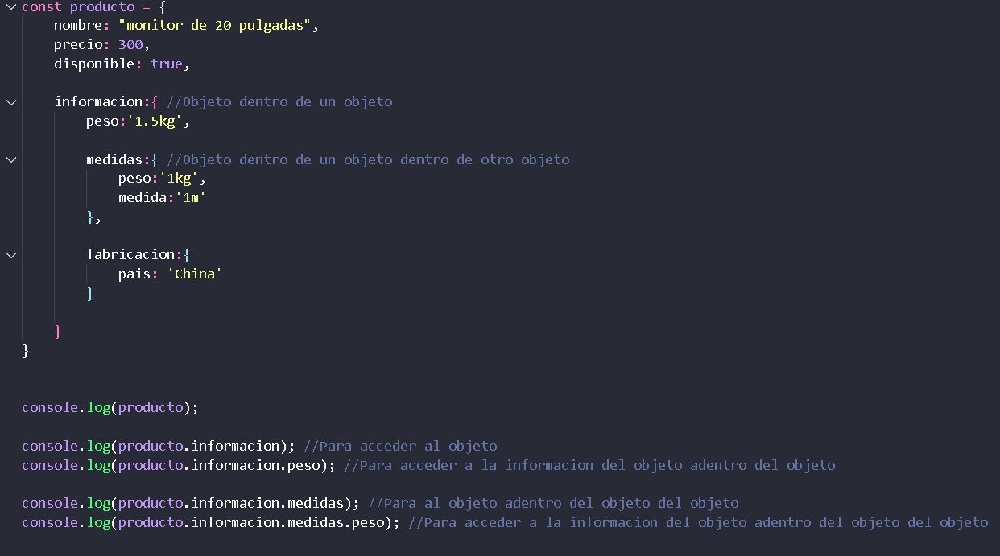 const producto = {
    nombre: "monitor de 20 pulgadas",
    precio: 300,
    disponible: true,

    informacion:{ //Objeto dentro de un objeto
        peso:'1.5kg',

        medidas:{ //Objeto dentro de un objeto dentro de otro objeto
            peso:'1kg',
            medida:'1m'
        },

        fabricacion:{
            pais: 'China'
        }

    }
}


console.log(producto);

console.log(producto.informacion); //Para acceder al objeto
console.log(producto.informacion.peso); //Para acceder a la informacion del objeto adentro del objeto

console.log(producto.informacion.medidas); //Para al objeto adentro del objeto del objeto
console.log(producto.informacion.medidas.peso); //Para acceder a la informacion del objeto adentro del objeto del objeto